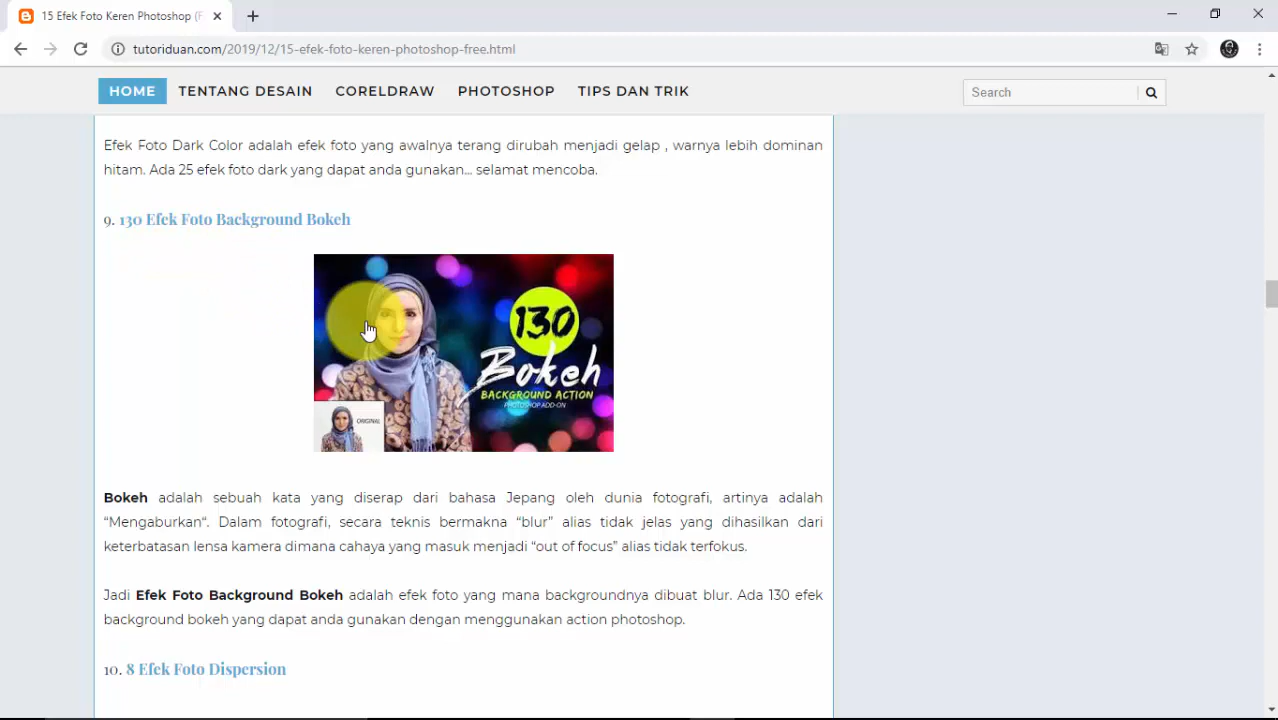 15 Efek Foto Keren Photoshop (F
tutoriduan.com/2019/12/15-efek-foto-keren-photoshop-free.html
HOME TENTANG DESAIN CORELDRAW PHOTOSHOP TIPS DAN TRIK Search
Efek Foto Dark Color adalah efek foto yang awalnya terang dirubah menjadi gelap , warnya lebih dominan
hitam. Ada 25 efek foto dark yang dapat anda gunakan... selamat mencoba.
9. 130 Efek Foto Background Bokeh
130
Bokeh
BACKGROUND ACTION
PHOTOSHOP ADD-ON
ORIGINAL
Bokeh adalah sebuah kata yang diserap dari bahasa Jepang oleh dunia fotografi, artinya adalah
“Mengaburkan“. Dalam fotografi, secara teknis bermakna “blur” alias tidak jelas yang dihasilkan dari
keterbatasan lensa kamera dimana cahaya yang masuk menjadi “out of focus” alias tidak terfokus.
Jadi Efek Foto Background Bokeh adalah efek foto yang mana backgroundnya dibuat blur. Ada 130 efek
background bokeh yang dapat anda gunakan dengan menggunakan action photoshop.
10. 8 Efek Foto Dispersion